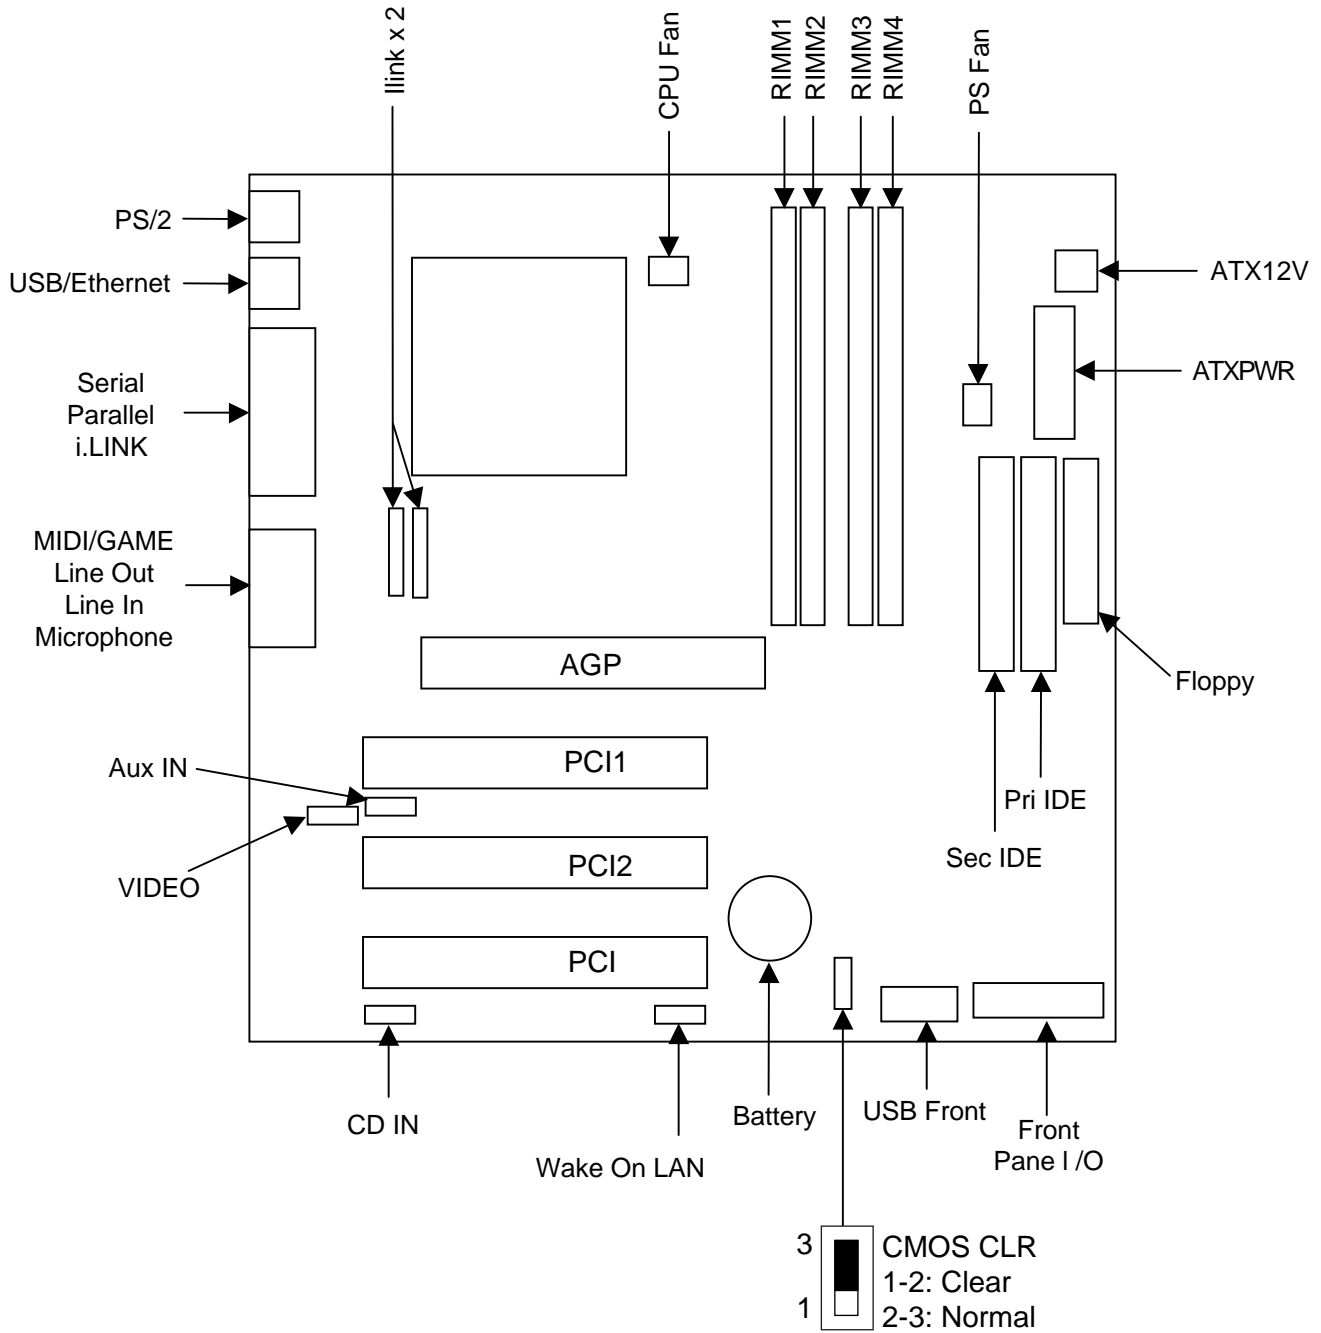 Ilink x 2
CPU Fan
RIMM1
RIMM2
RIMM3
RIMM4
PS Fan
PS/2
USB/Ethernet
Serial
Parallel
i.LINK
MIDI/GAME
Line Out
Line In
Microphone
ATX12V
ATXPWR
AGP
Floppy
PCI1
Aux IN
Pri IDE
Sec IDE
PCI2
VIDEO
PCI
CD IN
Wake On LAN
Battery
USB Front
Front
Pane I /O
3
1
CMOS CLR
1-2: Clear
2-3: Normal